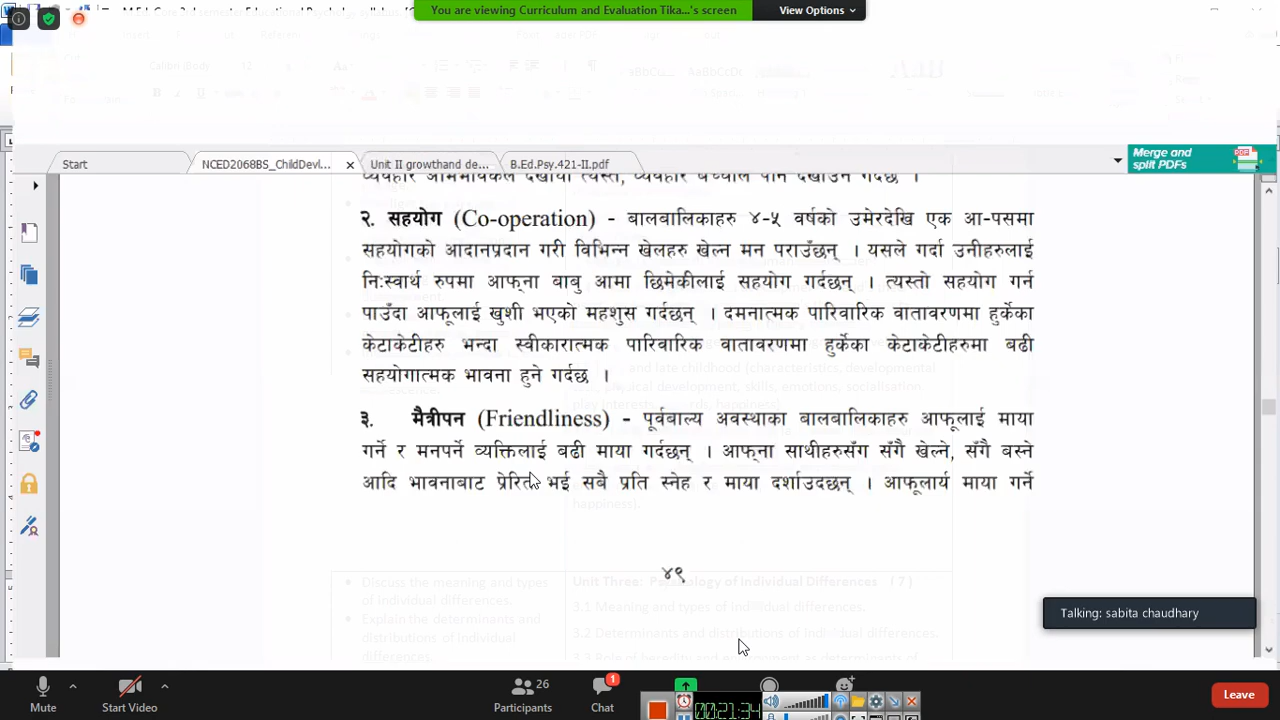 You are viewing Curriculum and Evaluation Tika...'s screen
View Options
Start
NCED2068BS_ChildDevl...
Unit II growthand de...
B.Ed.Psy.421-II.pdf
Merge and
split PDFs
२. सहयोग (Co-operation) - बालबालिकाहरु ४-५ वर्षको उमेरदेखि एक आ-पसमा
सहयोगको आदानप्रदान गरी विभिन्न खेलहरु खेल्न मन पराउँछन् । यसले गर्दा उनीहरुलाई
नि:स्वार्थ रुपमा आफ्ना बाबु आमा छिमेकीलाई सहयोग गर्दछन् । त्यस्तो सहयोग गर्न
पाउँदा आफूलाई खुशी भएको महशुस गर्दछन् । दमनात्मक पारिवारिक वातावरणमा हुर्केका
केटाकेटीहरु भन्दा स्वीकारात्मक पारिवारिक वातावरणमा हुर्केका केटाकेटीहरुमा बढी
सहयोगात्मक भावना हुने गर्दछ ।
३. मैत्रीपन (Friendliness) - पूर्वबाल्य अवस्थाका बालबालिकाहरु आफूलाई माया
गर्ने र मनपर्ने व्यक्तिलाई बढी माया गर्दछन् । आफ्ना साथीहरुसँग सँगै खेल्ने, सँगै बस्ने
आदि भावनाबाट प्रेरित भई सबै प्रति स्नेह र माया दर्शाउदछन् । आफूलार्य माया गर्ने
४९
Discuss the meaning and types
of individual differences.
Explain the determinants and
distributions of individual
differences.
Unit Three: Psychology of Individual Differences (7)
3.1 Meaning and types of individual differences.
3.2 Determinants and distributions of individual differences.
Talking: sabita chaudhary
Mute
Start Video
26
Participants
1
Chat
00:21:34
Leave